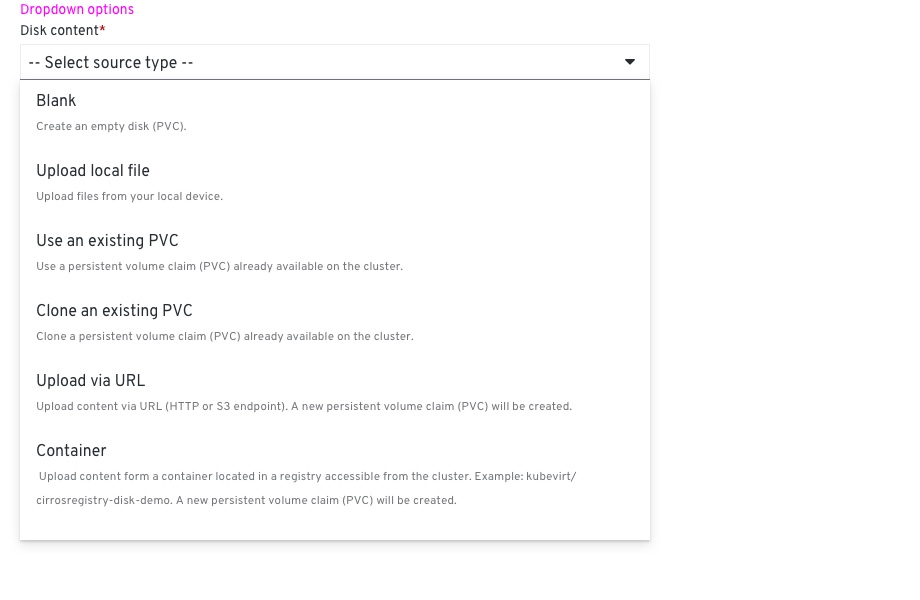 Dropdown options
Disk content*
-- Select source type --
Blank
Create an empty disk (PVC).
Upload local file
Upload files from your local device.
Use an existing PVC
Use a persistent volume claim (PVC) already available on the cluster.
Clone an existing PVC
Clone a persistent volume claim (PVC) already available on the cluster.
Upload via URL
Upload content via URL (HTTP or S3 endpoint). A new persistent volume claim (PVC) will be created.
Container
Upload content form a container located in a registry accessible from the cluster. Example: kubevirt/
cirrosregistry-disk-demo. A new persistent volume claim (PVC) will be created.